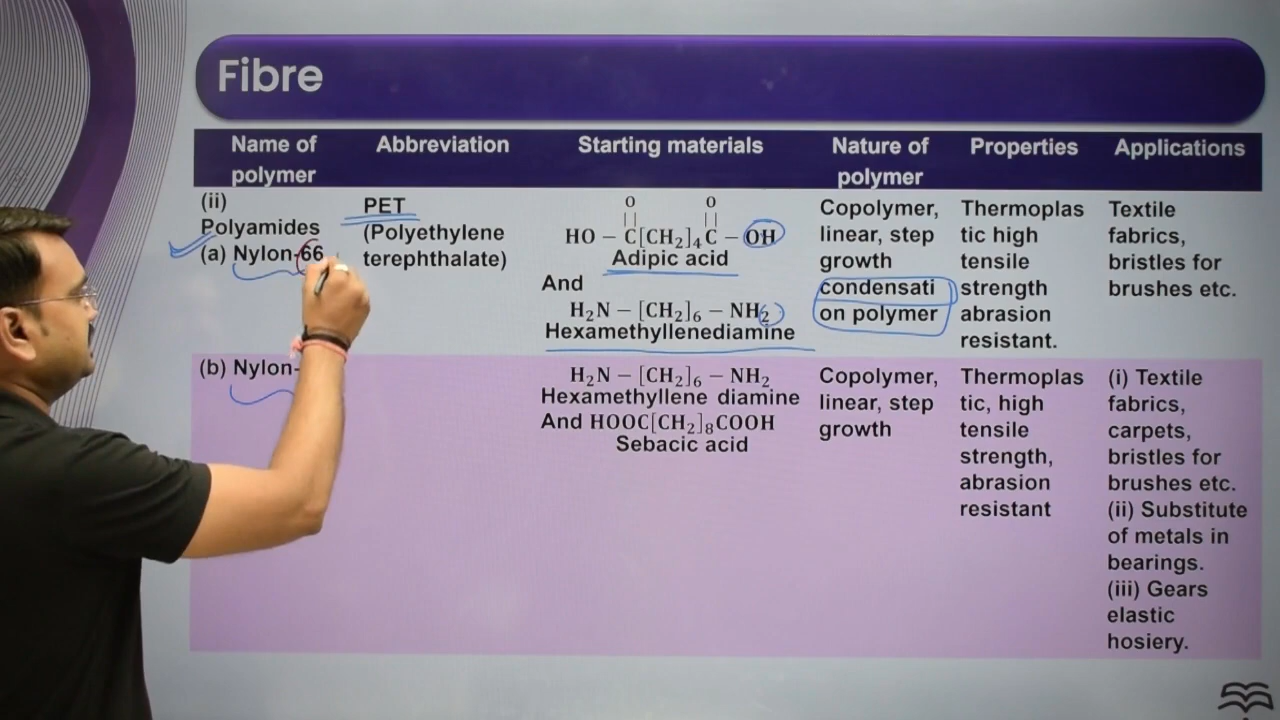 Fibre
Name of polymer
Abbreviation
Starting materials
Nature of polymer
Properties
Applications
(ii)
Polyamides
(a) Nylon-66
PET
(Polyethylene
terephthalate)
O O
|| ||
HO – C[CH₂]₄C – OH
Adipic acid
And
H₂N – [CH₂]₆ – NH₂
Hexamethyllenediamine
Copolymer,
linear, step
growth
condensati
on polymer
Thermoplas
tic high
tensile
strength
abrasion
resistant.
Textile
fabrics,
bristles for
brushes etc.
(b) Nylon-
H₂N – [CH₂]₆ – NH₂
Hexamethyllene diamine
And HOOC[CH₂]₈COOH
Sebacic acid
Copolymer,
linear, step
growth
Thermoplas
tic, high
tensile
strength,
abrasion
resistant
(i) Textile
fabrics,
carpets,
bristles for
brushes etc.
(ii) Substitute
of metals in
bearings.
(iii) Gears
elastic
hosiery.